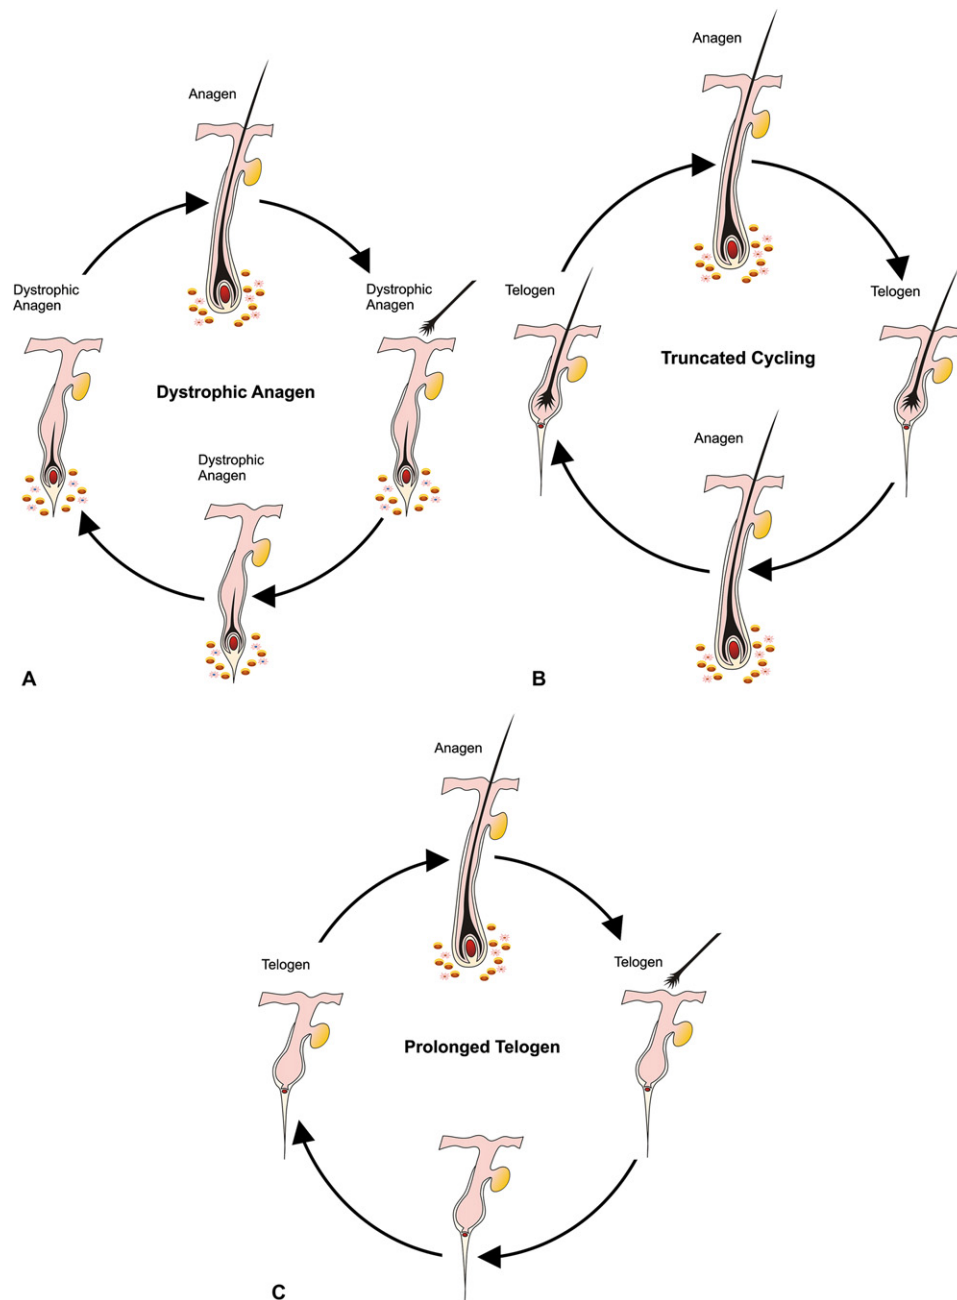 Anagen
Dystrophic
Anagen
Dystrophic
Anagen
Dystrophic Anagen
Dystrophic
Anagen
A
Anagen
Telogen
Telogen
Truncated Cycling
Anagen
B
Anagen
Telogen
Telogen
Prolonged Telogen
C